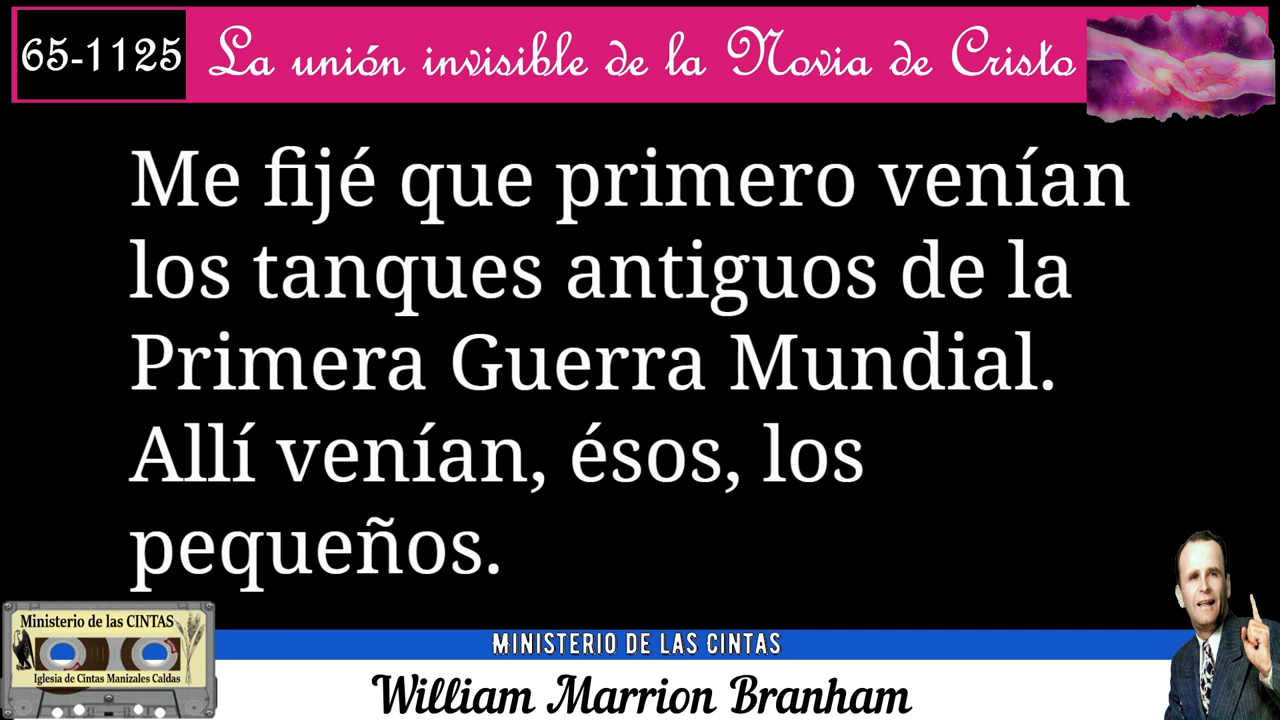 65-1125 La unión invisible de la Novia de Cristo
Me fijé que primero venían
los tanques antiguos de la
Primera Guerra Mundial.
Allí venían, ésos, los
pequeños.
Ministerio de las CINTAS
Iglesia de Cintas Manizales Caldas
MINISTERIO DE LAS CINTAS
William Marrion Branham